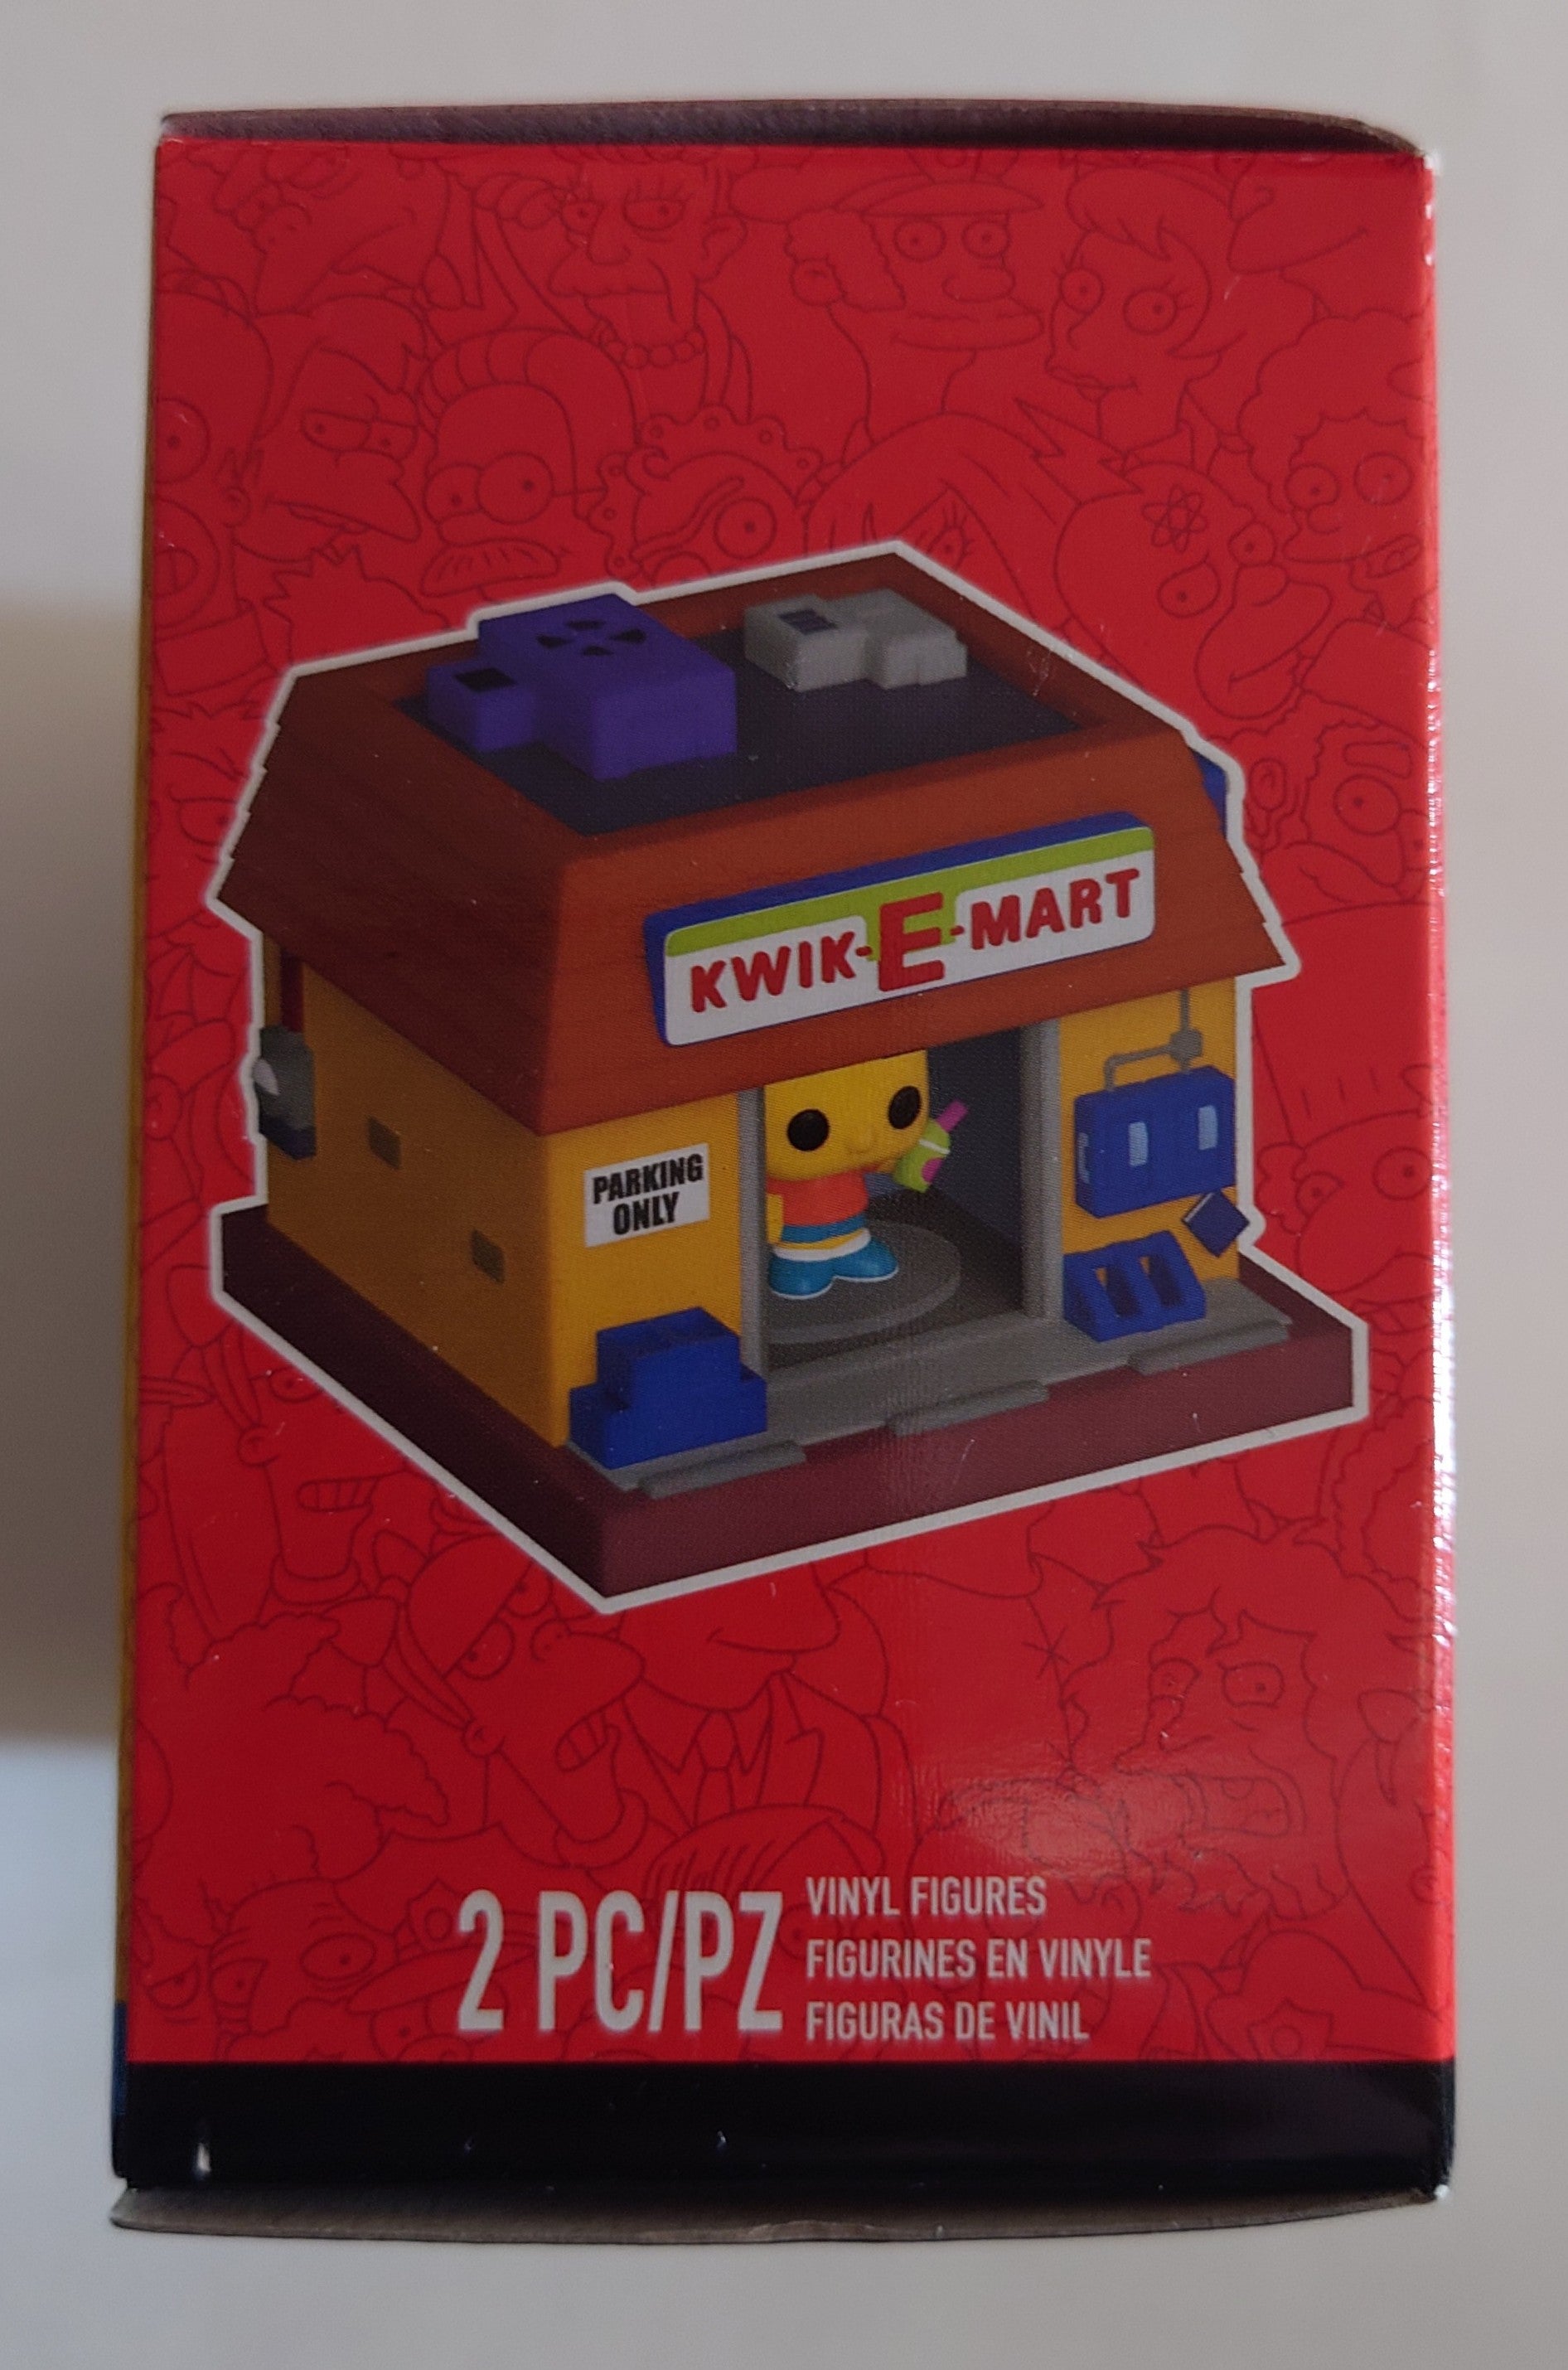 KWIK-E-MART
PARKING
ONLY
2 PC/PZ
VINYL FIGURES
FIGURINES EN VINYLE
FIGURAS DE VINIL